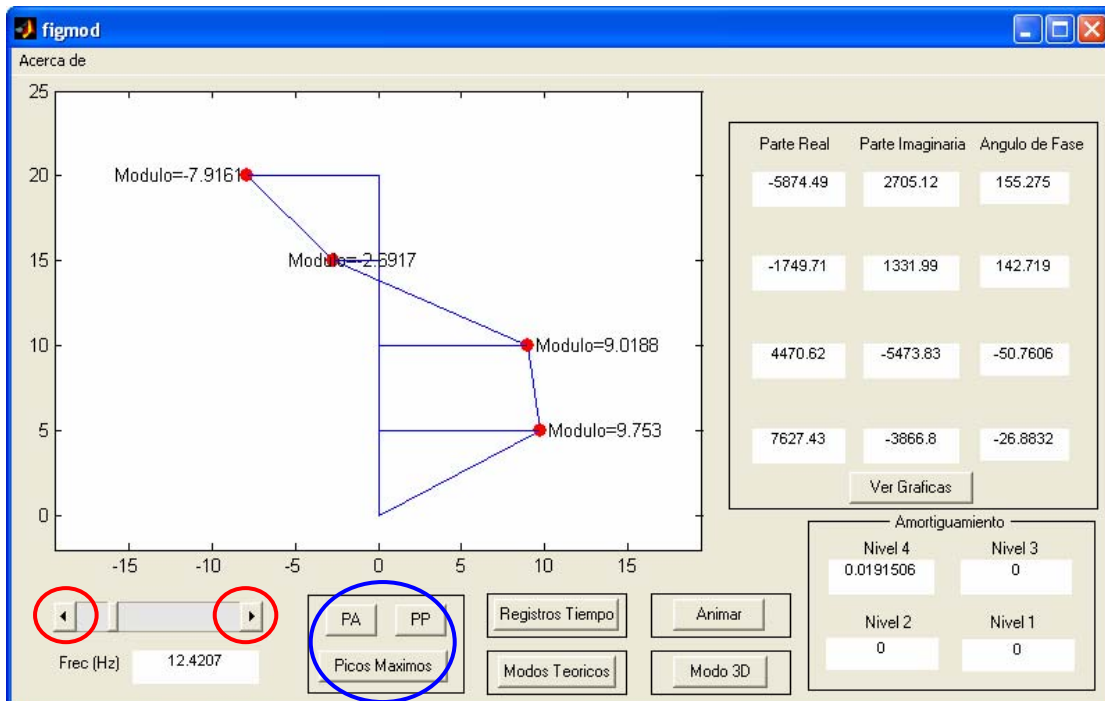 figmod
Acerca de
25
20
15
10
5
0
-15 -10 -5 0 5 10 15
Modulo=-7.9161
Modulo=-2.6917
Modulo=9.0188
Modulo=9.753
Parte Real Parte Imaginaria Angulo de Fase
-5874.49 2705.12 155.275
-1749.71 1331.99 142.719
4470.62 -5473.83 -50.7606
7627.43 -3866.8 -26.8832
Ver Graficas
Amortiguamiento
Nivel 4 Nivel 3
0.0191506 0
Nivel 2 Nivel 1
0 0
Frec (Hz) 12.4207
PA PP
Picos Maximos
Registros Tiempo
Modos Teoricos
Animar
Modo 3D